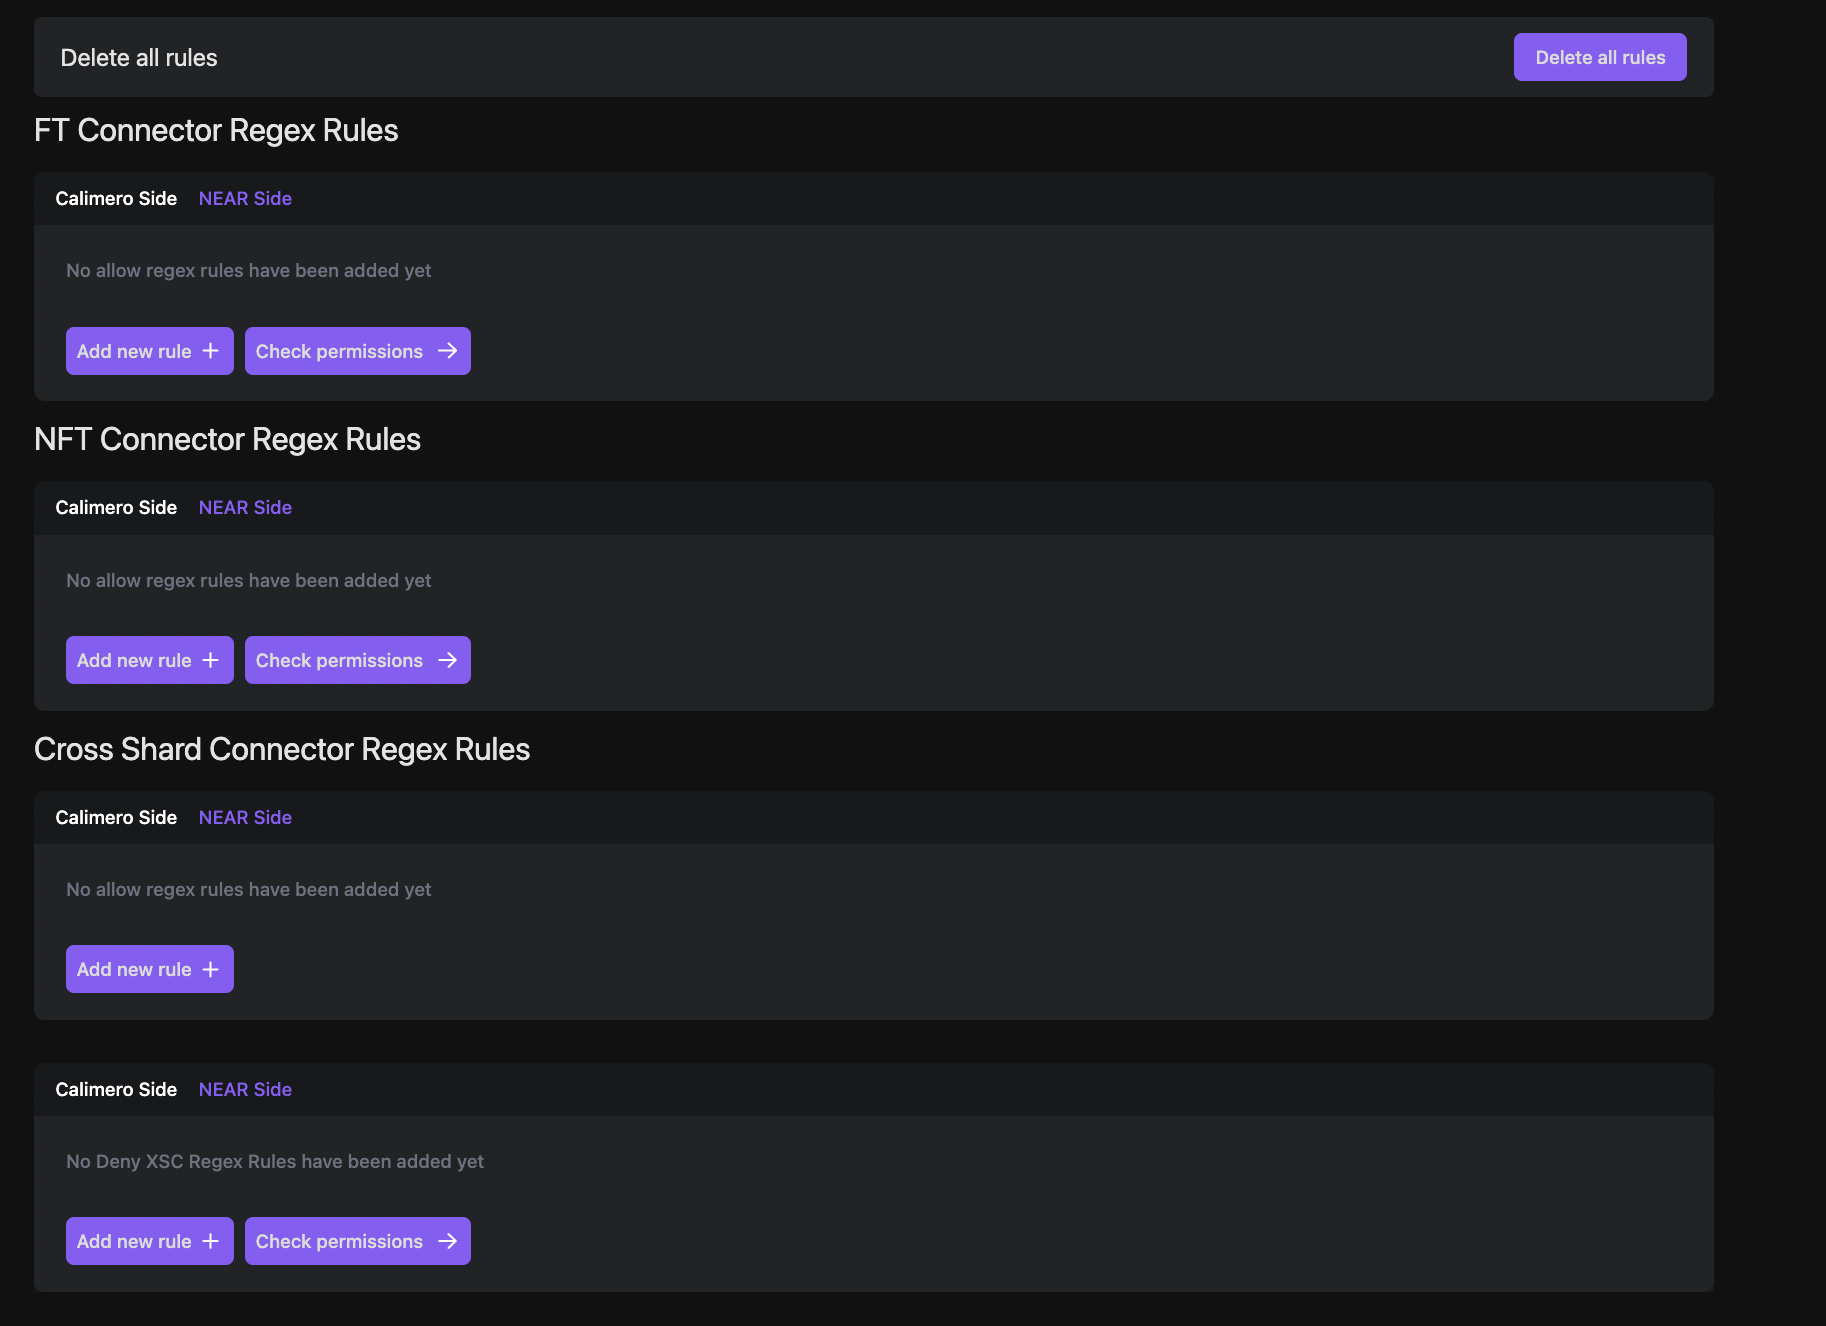 Delete all rules Delete all rules
FT Connector Regex Rules
Calimero Side NEAR Side
No allow regex rules have been added yet
Add new rule Check permissions
NFT Connector Regex Rules
Calimero Side NEAR Side
No allow regex rules have been added yet
Add new rule Check permissions
Cross Shard Connector Regex Rules
Calimero Side NEAR Side
No allow regex rules have been added yet
Add new rule
Calimero Side NEAR Side
No Deny XSC Regex Rules have been added yet
Add new rule Check permissions